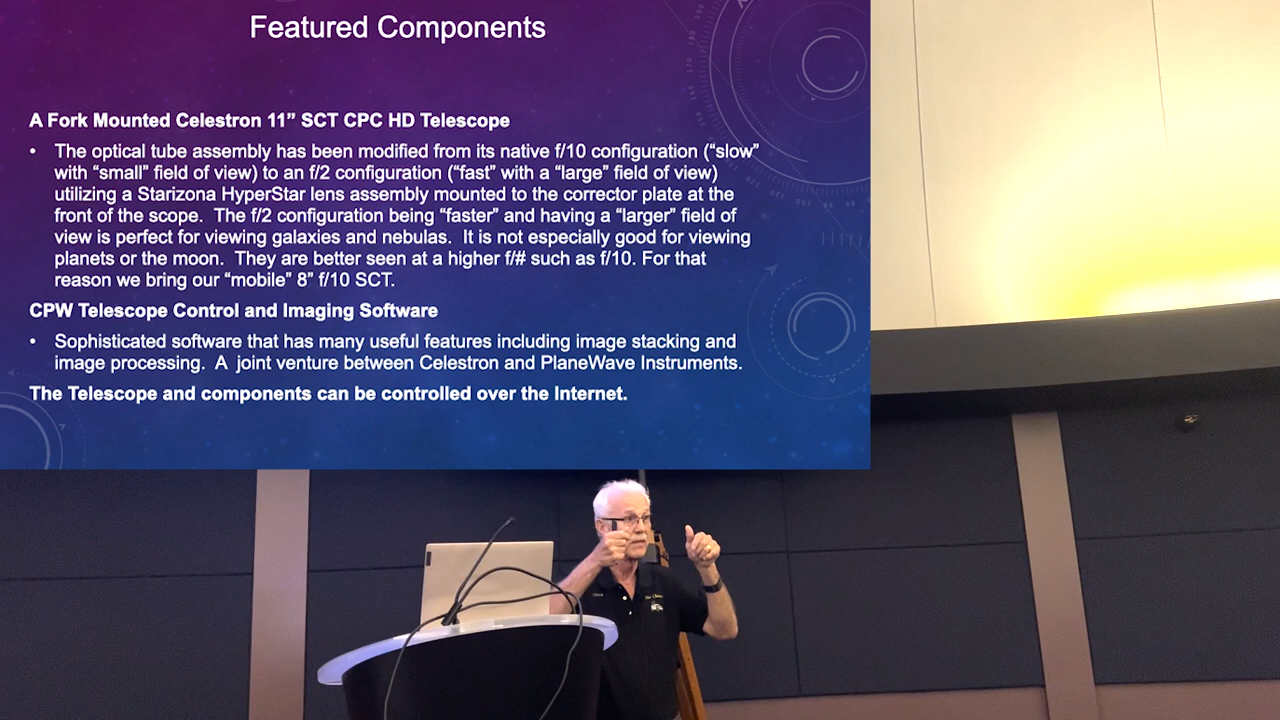 Featured Components
A Fork Mounted Celestron 11” SCT CPC HD Telescope
• The optical tube assembly has been modified from its native f/10 configuration (“slow”
with “small” field of view) to an f/2 configuration (“fast” with a “large” field of view)
utilizing a Starizona HyperStar lens assembly mounted to the corrector plate at the
front of the scope. The f/2 configuration being “faster” and having a “larger” field of
view is perfect for viewing galaxies and nebulas. It is not especially good for viewing
planets or the moon. They are better seen at a higher f/# such as f/10. For that
reason we bring our “mobile” 8” f/10 SCT.
CPW Telescope Control and Imaging Software
• Sophisticated software that has many useful features including image stacking and
image processing. A joint venture between Celestron and PlaneWave Instruments.
The Telescope and components can be controlled over the Internet.